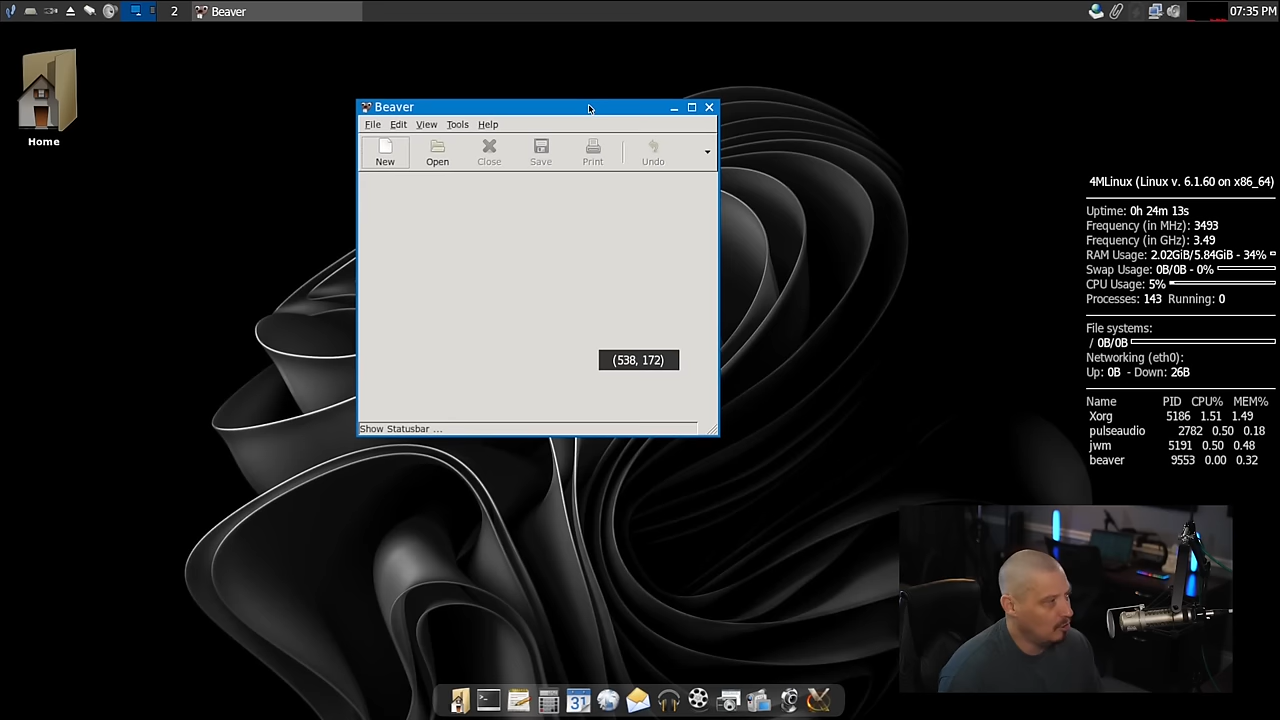 2 Beaver 07:35 PM
Home
Beaver
File Edit View Tools Help
New Open Close Save Print Undo
(538, 172)
Show Statusbar ...
4MLinux (Linux v. 6.1.60 on x86_64)
Uptime: 0h 24m 13s
Frequency (in MHz): 3493
Frequency (in GHz): 3.49
RAM Usage: 2.02GiB/5.84GiB - 34%
Swap Usage: 0B/0B - 0%
CPU Usage: 5%
Processes: 143 Running: 0
File systems:
/ 0B/0B
Networking (eth0):
Up: 0B - Down: 26B
Name PID CPU% MEM%
Xorg 5186 1.51 1.49
pulseaudio 2782 0.50 0.18
jwm 5191 0.50 0.48
beaver 9553 0.00 0.32
31